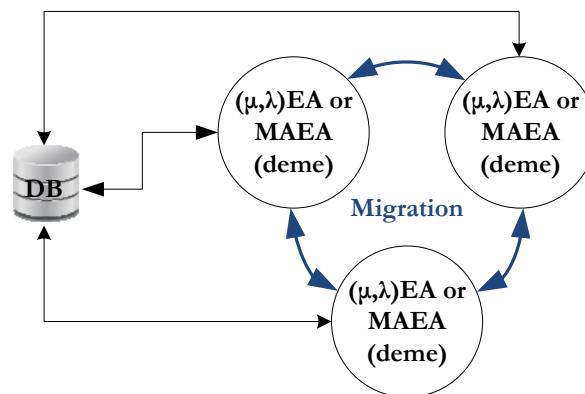 (μ,λ)EA or
MAEA
(deme)
(μ,λ)EA or
MAEA
(deme)
DB
Migration
(μ,λ)EA or
MAEA
(deme)